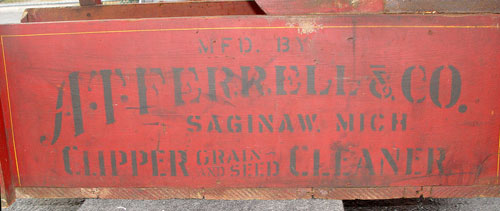 MFD. BY
A.T. FERRELL & CO.
SAGINAW, MICH
CLIPPER GRAIN AND SEED CLEANER